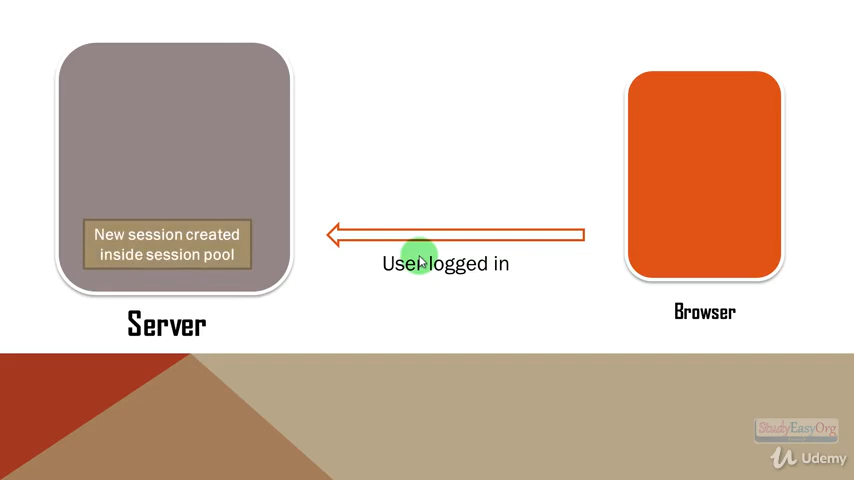 New session created
inside session pool
User logged in
Server
Browser
StudyEasyOrg
Udemy